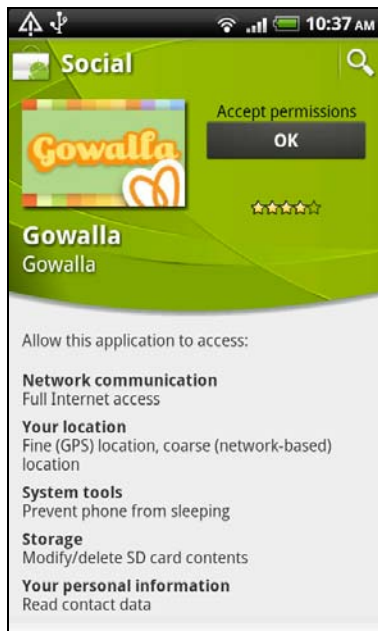 10:37 AM
Social
Accept permissions
Gowalla
OK
Gowalla
Gowalla
Allow this application to access:
Network communication
Full Internet access
Your location
Fine (GPS) location, coarse (network-based)
location
System tools
Prevent phone from sleeping
Storage
Modify/delete SD card contents
Your personal information
Read contact data